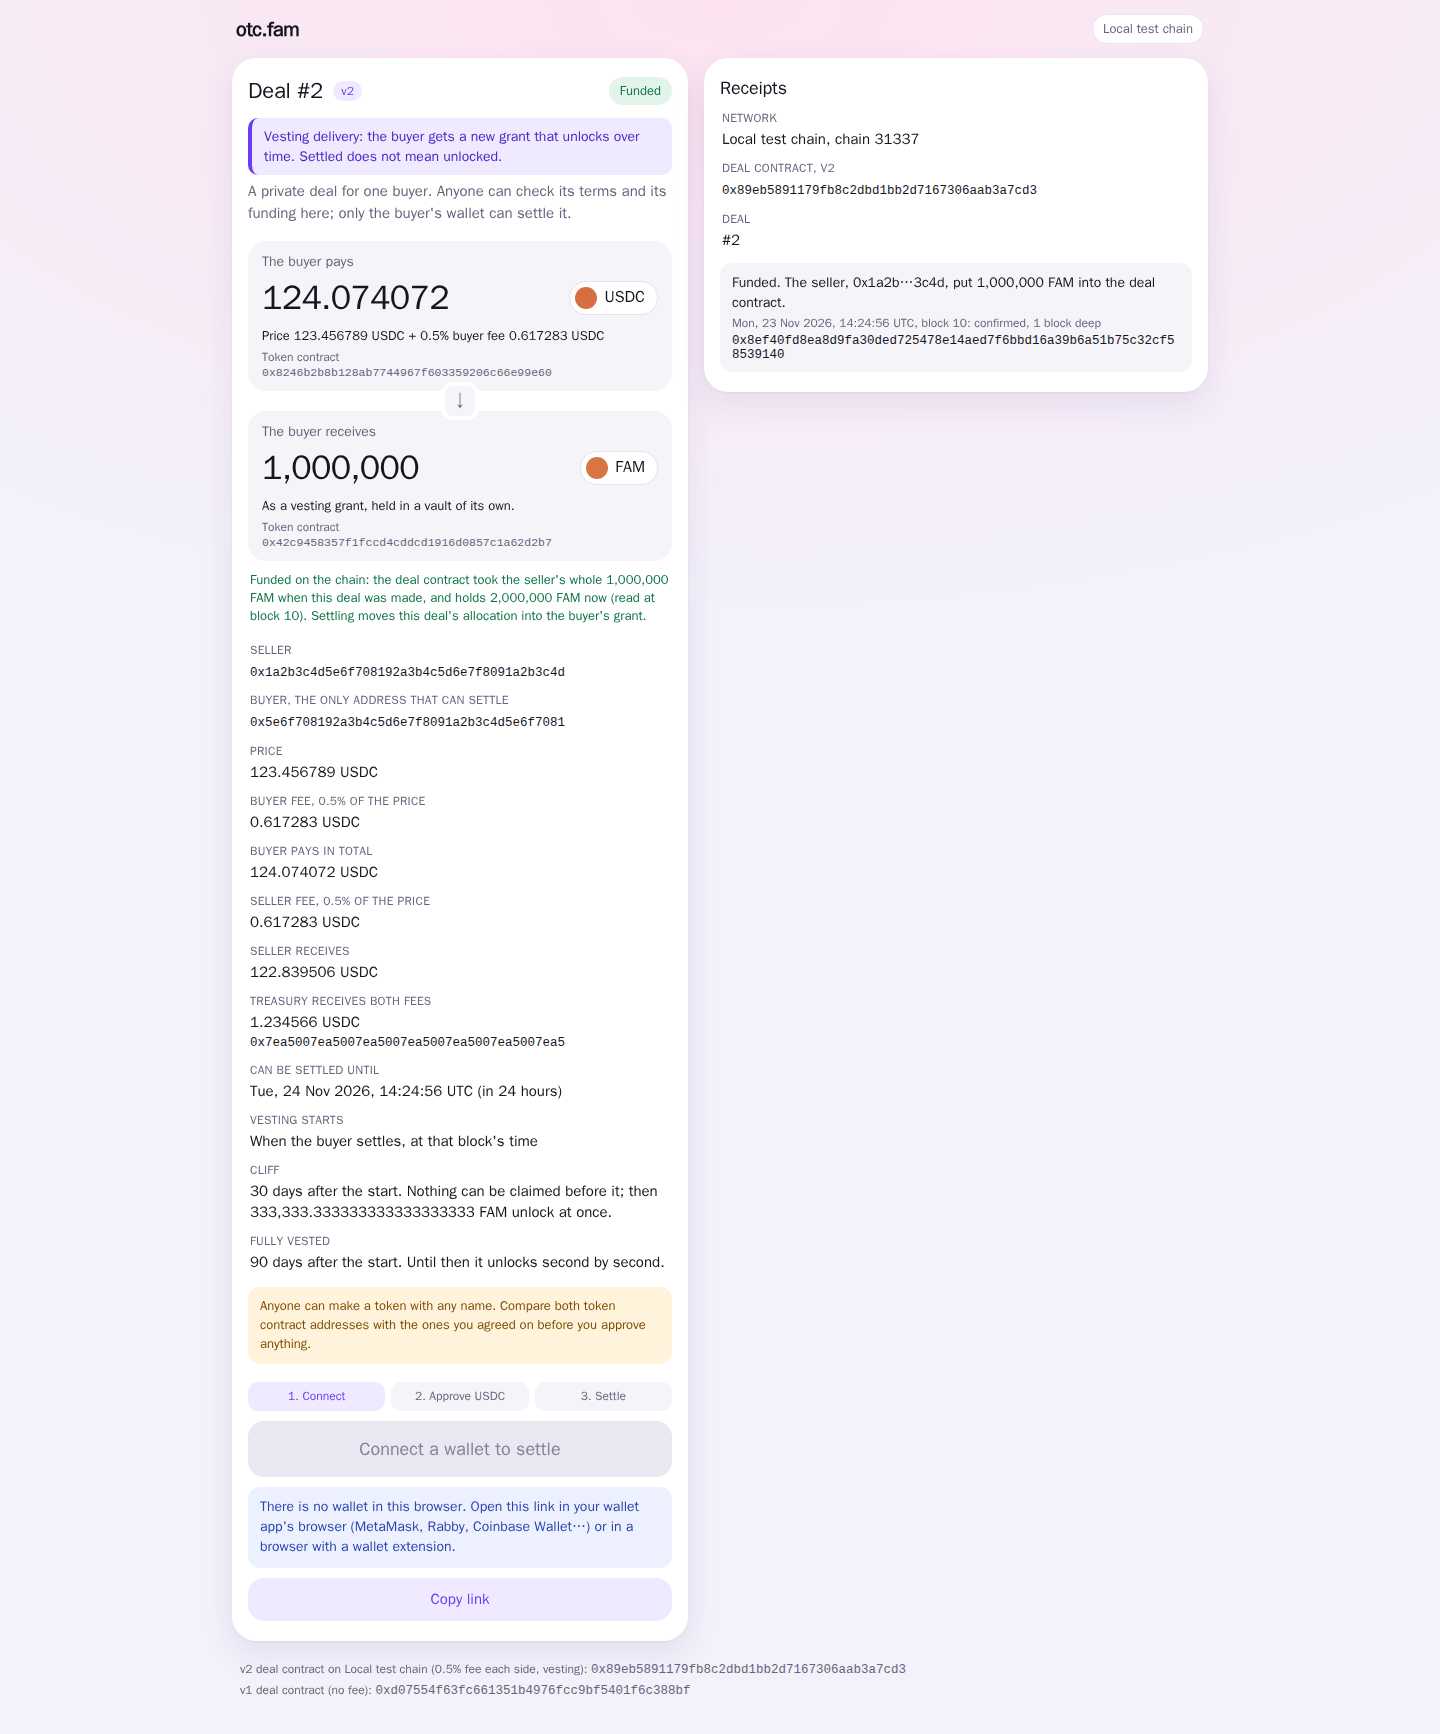 otc.fam
Local test chain
Deal #2
v2
Funded
Vesting delivery: the buyer gets a new grant that unlocks over
time. Settled does not mean unlocked.
A private deal for one buyer. Anyone can check its terms and its
funding here; only the buyer's wallet can settle it.
The buyer pays
124.074072
USDC
Price 123.456789 USDC + 0.5% buyer fee 0.617283 USDC
Token contract
0x8246b2b8b128ab7744967f603359206c66e99e60
↓
The buyer receives
1,000,000
FAM
As a vesting grant, held in a vault of its own.
Token contract
0x42c9458357f1fccd4cddcd1916d0857c1a62d2b7
Funded on the chain: the deal contract took the seller's whole 1,000,000
FAM when this deal was made, and holds 2,000,000 FAM now (read at
block 10). Settling moves this deal's allocation into the buyer's grant.
SELLER
0x1a2b3c4d5e6f708192a3b4c5d6e7f8091a2b3c4d
BUYER, THE ONLY ADDRESS THAT CAN SETTLE
0x5e6f708192a3b4c5d6e7f8091a2b3c4d5e6f7081
PRICE
123.456789 USDC
BUYER FEE, 0.5% OF THE PRICE
0.617283 USDC
BUYER PAYS IN TOTAL
124.074072 USDC
SELLER FEE, 0.5% OF THE PRICE
0.617283 USDC
SELLER RECEIVES
122.839506 USDC
TREASURY RECEIVES BOTH FEES
1.234566 USDC
0x7ea5007ea5007ea5007ea5007ea5007ea5007ea5
CAN BE SETTLED UNTIL
Tue, 24 Nov 2026, 14:24:56 UTC (in 24 hours)
VESTING STARTS
When the buyer settles, at that block's time
CLIFF
30 days after the start. Nothing can be claimed before it; then
333,333.333333333333333333 FAM unlock at once.
FULLY VESTED
90 days after the start. Until then it unlocks second by second.
Anyone can make a token with any name. Compare both token
contract addresses with the ones you agreed on before you approve
anything.
1. Connect
2. Approve USDC
3. Settle
Connect a wallet to settle
There is no wallet in this browser. Open this link in your wallet
app's browser (MetaMask, Rabby, Coinbase Wallet…) or in a
browser with a wallet extension.
Copy link
Receipts
NETWORK
Local test chain, chain 31337
DEAL CONTRACT, V2
0x89eb5891179fb8c2dbd1bb2d7167306aab3a7cd3
DEAL
#2
Funded. The seller, 0x1a2b…3c4d, put 1,000,000 FAM into the deal
contract.
Mon, 23 Nov 2026, 14:24:56 UTC, block 10: confirmed, 1 block deep
0x8ef40fd8ea8d9fa30ded725478e14aed7f6bbd16a39b6a51b75c32cf5
8539140
v2 deal contract on Local test chain (0.5% fee each side, vesting): 0x89eb5891179fb8c2dbd1bb2d7167306aab3a7cd3
v1 deal contract (no fee): 0xd07554f63fc661351b4976fcc9bf5401f6c388bf